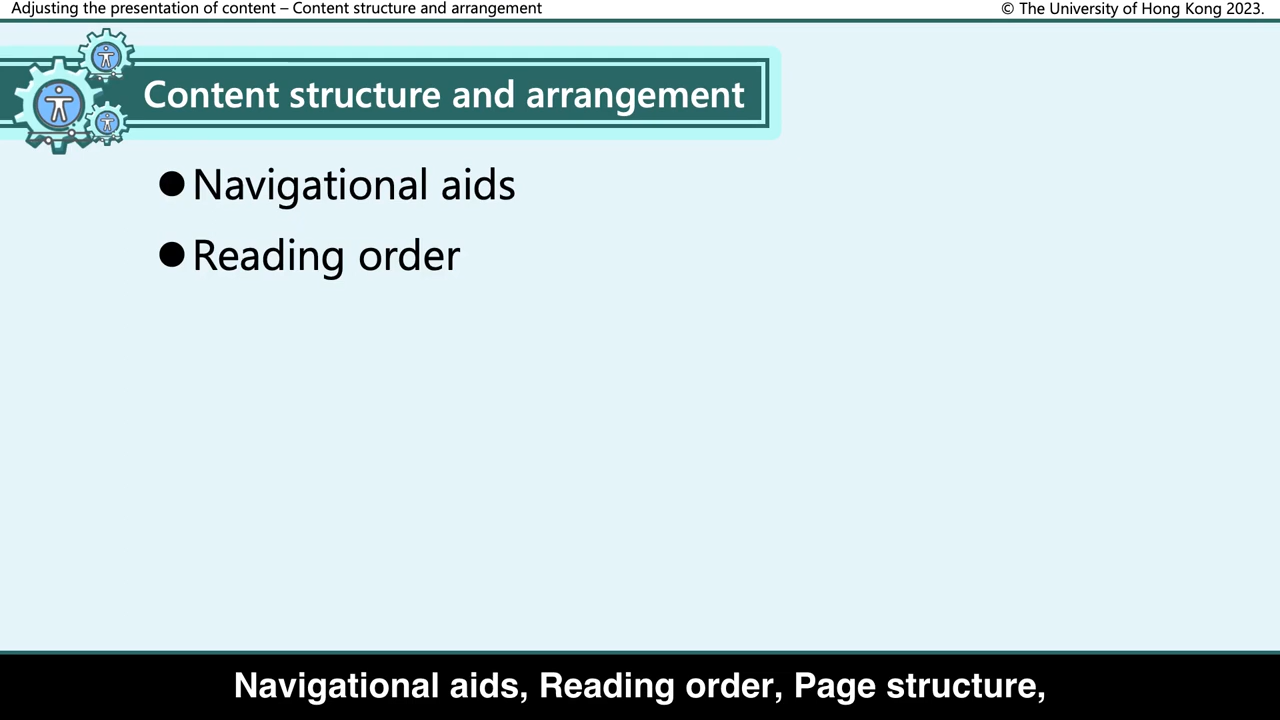 Adjusting the presentation of content – Content structure and arrangement
© The University of Hong Kong 2023.
Content structure and arrangement
●Navigational aids
●Reading order
Navigational aids, Reading order, Page structure,